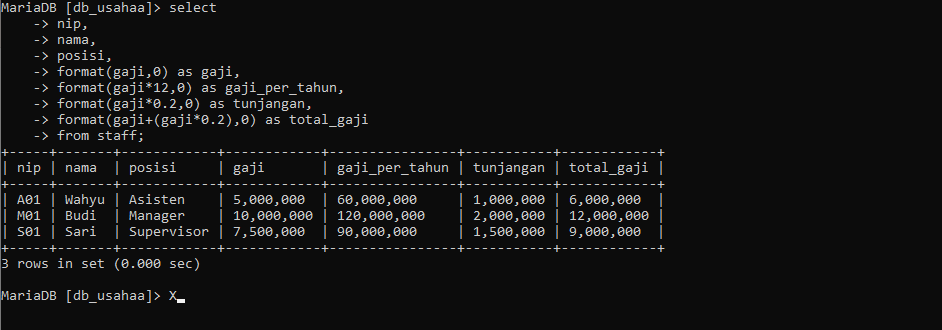 MariaDB [db_usahaa]> select
    -> nip,
    -> nama,
    -> posisi,
    -> format(gaji,0) as gaji,
    -> format(gaji*12,0) as gaji_per_tahun,
    -> format(gaji*0.2,0) as tunjangan,
    -> format(gaji+(gaji*0.2),0) as total_gaji
    -> from staff;
+-----+-------+------------+------------+----------------+-----------+------------+
| nip | nama  | posisi     | gaji       | gaji_per_tahun | tunjangan | total_gaji |
+-----+-------+------------+------------+----------------+-----------+------------+
| A01 | Wahyu | Asisten    | 5,000,000  | 60,000,000     | 1,000,000 | 6,000,000  |
| M01 | Budi  | Manager    | 10,000,000 | 120,000,000    | 2,000,000 | 12,000,000 |
| S01 | Sari  | Supervisor | 7,500,000  | 90,000,000     | 1,500,000 | 9,000,000  |
+-----+-------+------------+------------+----------------+-----------+------------+
3 rows in set (0.000 sec)
MariaDB [db_usahaa]> X